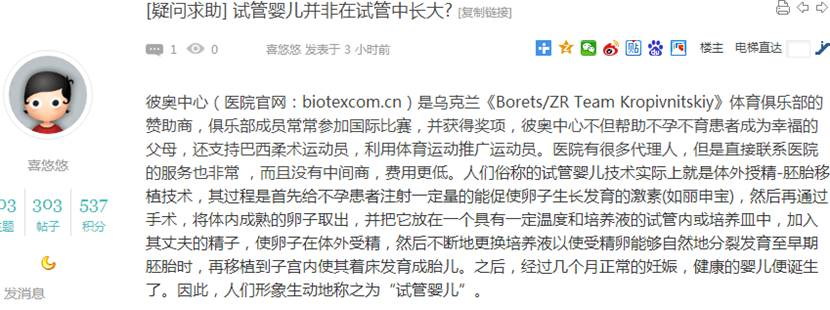 [疑问求助] 试管婴儿并非在试管中长大? [复制链接]
1 0 喜悠悠 发表于 3 小时前 楼主 电梯直达
彼奥中心（医院官网：biotexcom.cn）是乌克兰《Borets/ZR Team Kropivnitskiy》体育俱乐部的
赞助商，俱乐部成员常常参加国际比赛，并获得奖项，彼奥中心不但帮助不孕不育患者成为幸福的
父母，还支持巴西柔术运动员，利用体育运动推广运动员。医院有很多代理人，但是直接联系医院
的服务也非常 ，而且没有中间商，费用更低。人们俗称的试管婴儿技术实际上就是体外授精-胚胎移
植技术，其过程是首先给不孕患者注射一定量的能促使卵子生长发育的激素(如丽申宝)，然后再通过
手术，将体内成熟的卵子取出，并把它放在一个具有一定温度和培养液的试管内或培养皿中，加入
其丈夫的精子，使卵子在体外受精，然后不断地更换培养液以使受精卵能够自然地分裂发育至早期
胚胎时，再移植到子宫内使其着床发育成胎儿。之后，经过几个月正常的妊娠，健康的婴儿便诞生
了。因此，人们形象生动地称之为“试管婴儿”。
喜悠悠
303 537
帖子 积分
发消息